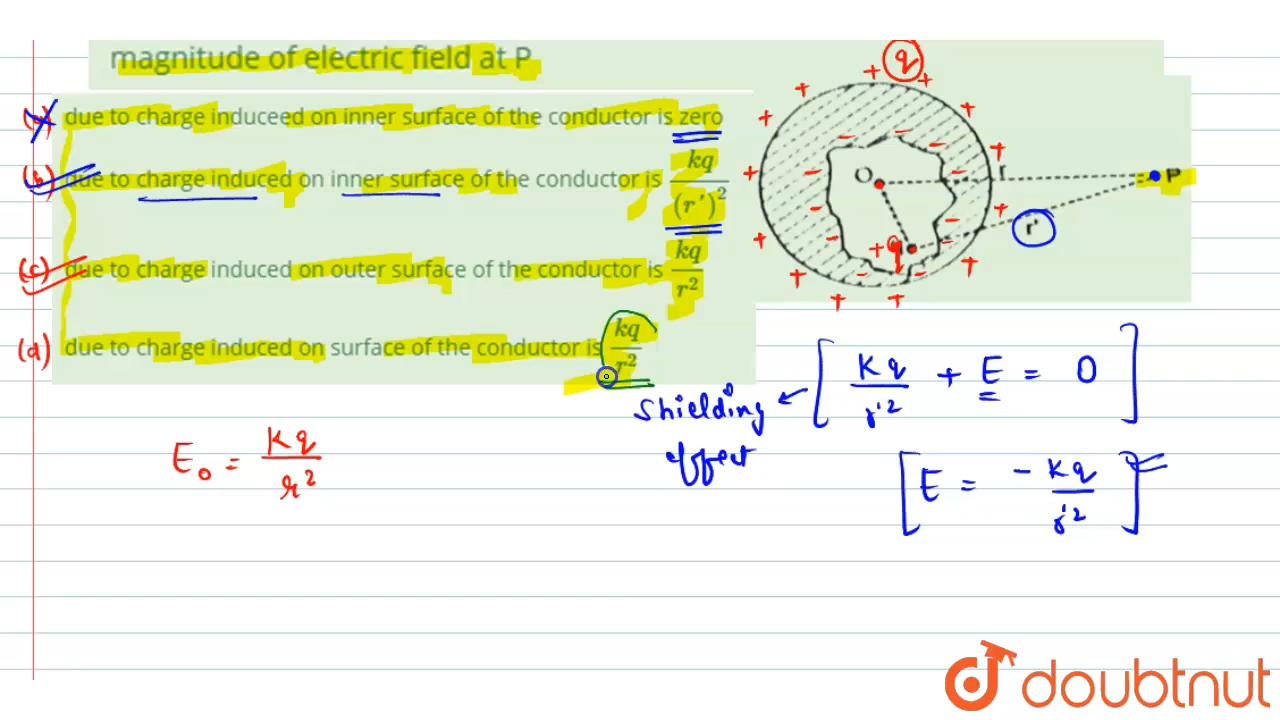 magnitude of electric field at P
(a) due to charge induceed on inner surface of the conductor is zero
(b) due to charge induced on inner surface of the conductor is kq/(r')²
(c) due to charge induced on outer surface of the conductor is kq/r²
(d) due to charge induced on surface of the conductor is kq/r²
q
O
r
P
r'
+q
Kq/r'² + E = 0
Shielding
effect
E₀ = Kq/r²
E = -Kq/r'²
doubtnut